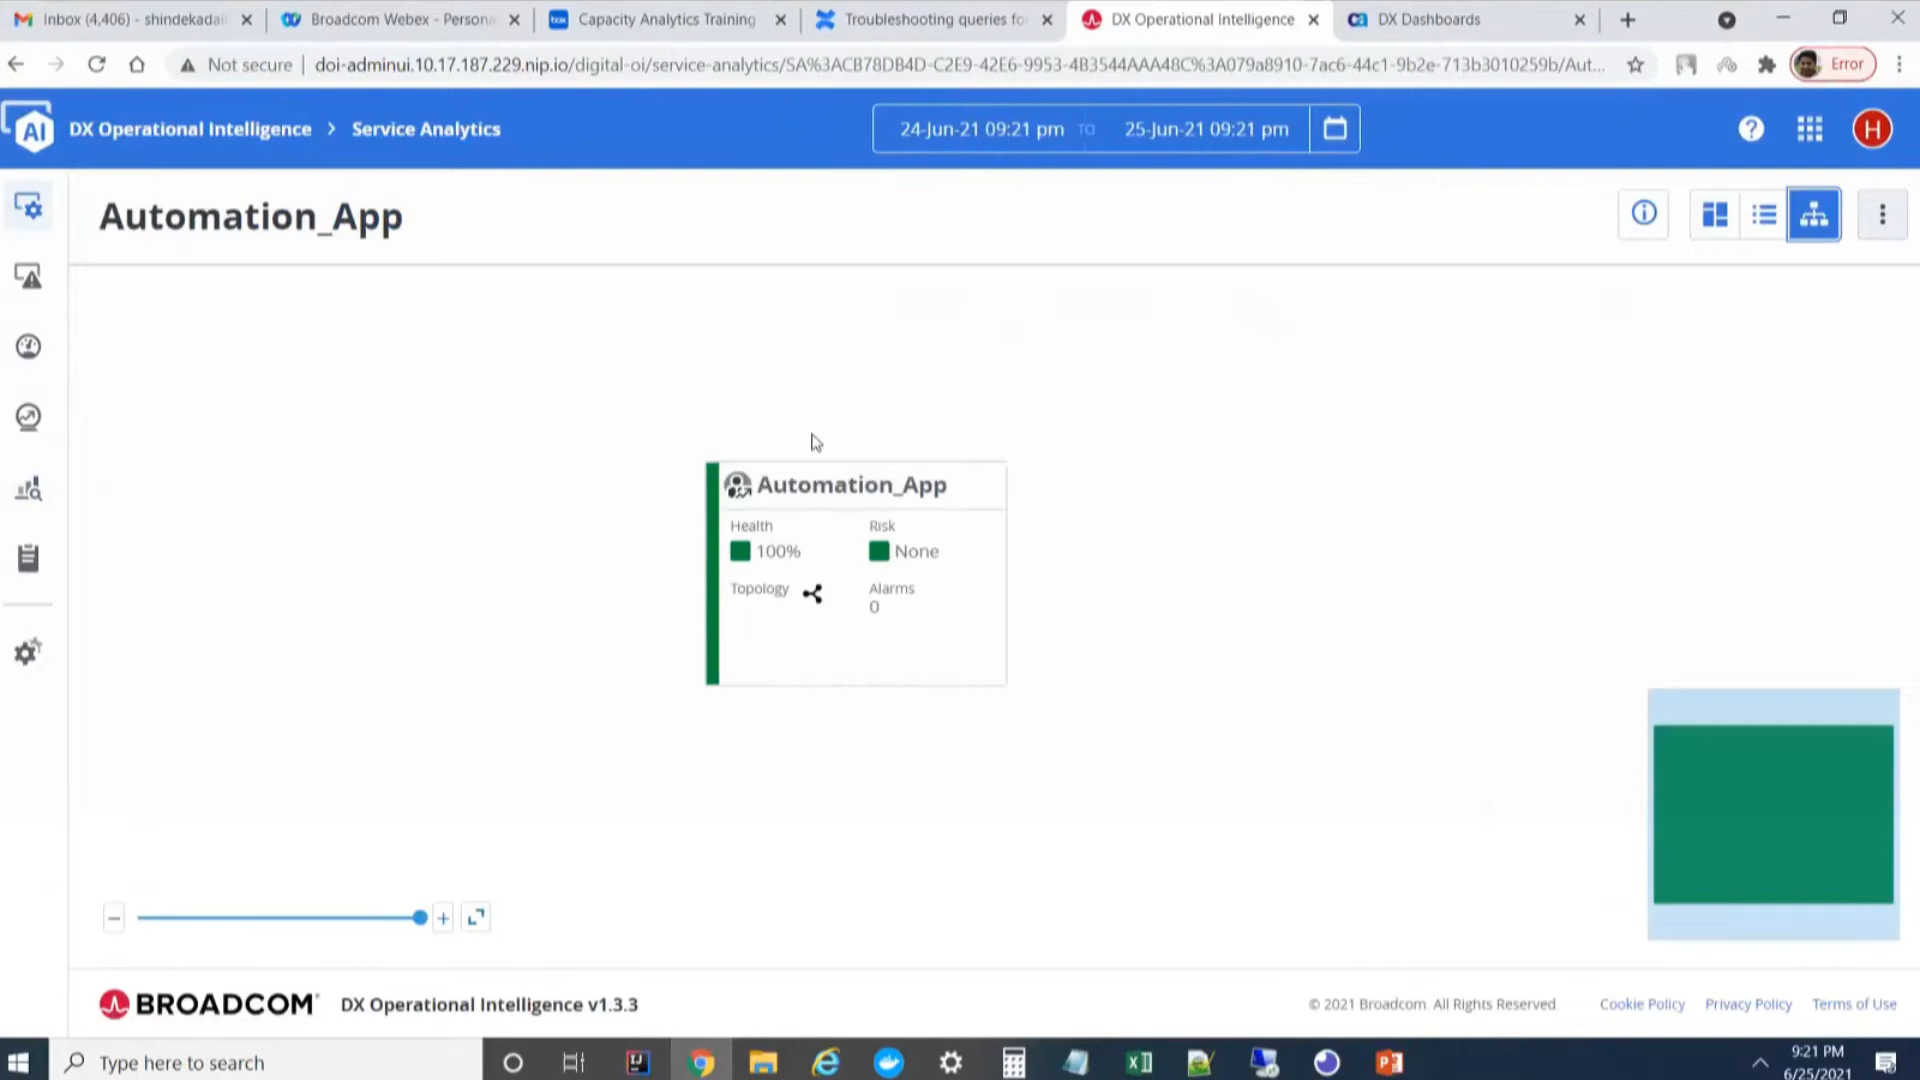 Inbox (4,406) - shindekadai
Broadcom Webex - Persona
Capacity Analytics Training
Troubleshooting queries fo
DX Operational Intelligence
ca DX Dashboards
Not secure doi-adminui.10.17.187.229.nip.io/digital-oi/service-analytics/SA%3ACB78DB4D-C2E9-42E6-9953-4B3544AAA48C%3A079a8910-7ac6-44c1-9b2e-713b3010259b/Aut...
Error
AI DX Operational Intelligence > Service Analytics
24-Jun-21 09:21 pm TO 25-Jun-21 09:21 pm
? H
Automation_App
Automation_App
Health Risk
100% None
Topology Alarms
0
BROADCOM DX Operational Intelligence v1.3.3
© 2021 Broadcom. All Rights Reserved. Cookie Policy Privacy Policy Terms of Use
Type here to search
9:21 PM
6/25/2021